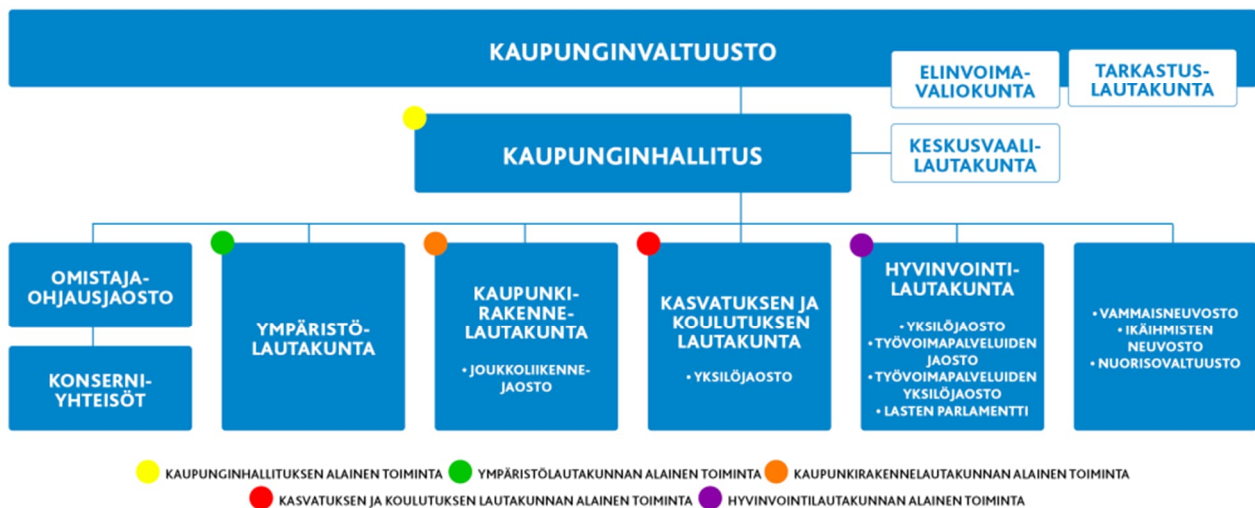 KAUPUNGINVALTUUSTO
ELINVOIMA-
VALIOKUNTA
TARKASTUS-
LAUTAKUNTA
KAUPUNGINHALLITUS
KESKUSVAALI-
LAUTAKUNTA
OMISTAJA-
OHJAUSJAOSTO
KONSERNI-
YHTEISÖT
YMPÄRISTÖ-
LAUTAKUNTA
KAUPUNKI-
RAKENNE-
LAUTAKUNTA
• JOUKKOLIIKENNE-
JAOSTO
KASVATUKSEN JA
KOULUTUKSEN
LAUTAKUNTA
• YKSILÖJAOSTO
HYVINVOINTI-
LAUTAKUNTA
• YKSILÖJAOSTO
• TYÖVOIMAPALVELUIDEN
JAOSTO
• TYÖVOIMAPALVELUIDEN
YKSILÖJAOSTO
• LASTEN PARLAMENTTI
• VAMMAISNEUVOSTO
• IKÄIHMISTEN
NEUVOSTO
• NUORISOVALTUUSTO
KAUPUNGINHALLITUKSEN ALAINEN TOIMINTA
YMPÄRISTÖLAUTAKUNNAN ALAINEN TOIMINTA
KAUPUNKIRAKENNELAUTAKUNNAN ALAINEN TOIMINTA
KASVATUKSEN JA KOULUTUKSEN LAUTAKUNNAN ALAINEN TOIMINTA
HYVINVOINTILAUTAKUNNAN ALAINEN TOIMINTA